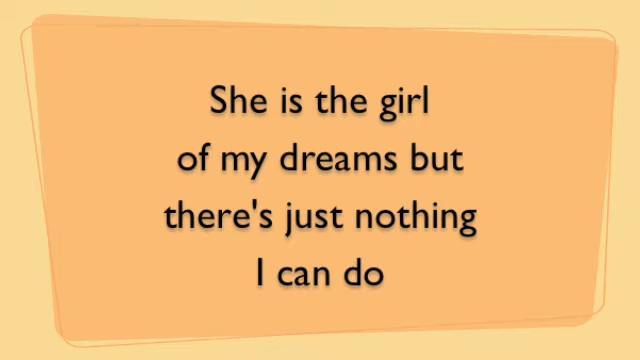 She is the girl
of my dreams but
there's just nothing
I can do